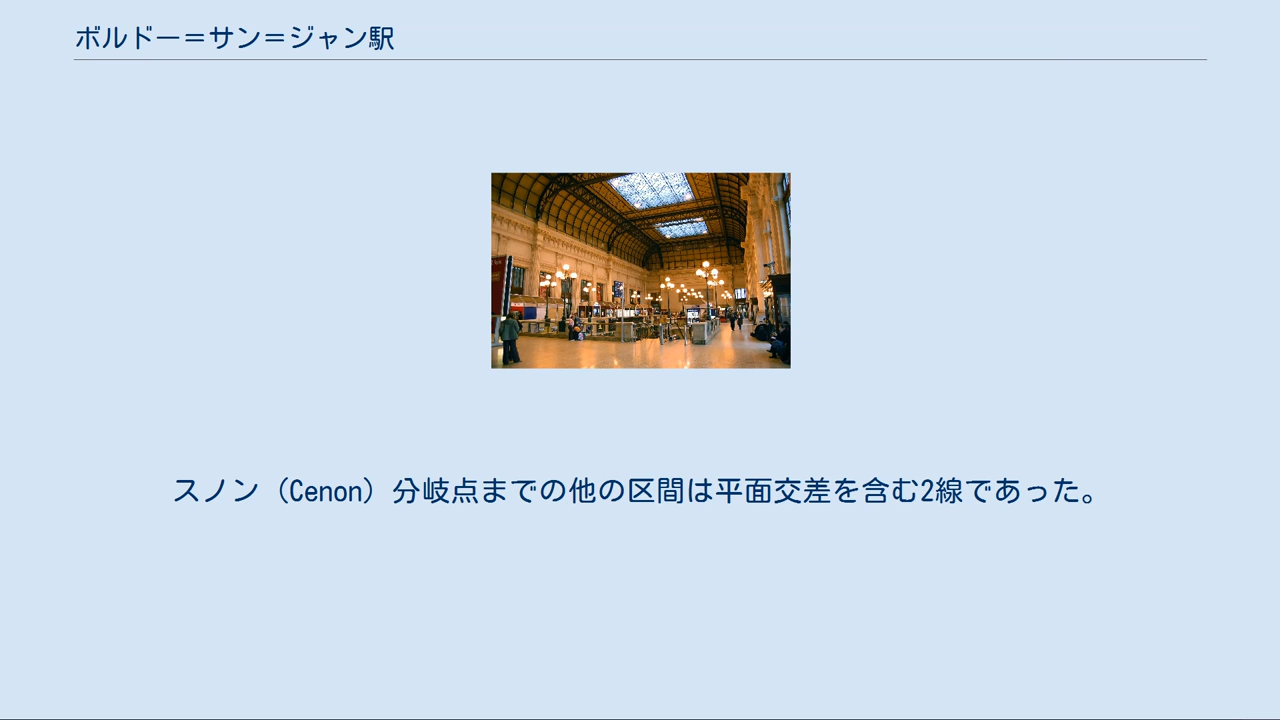 ボルドー＝サン＝ジャン駅
スノン（Cenon）分岐点までの他の区間は平面交差を含む2線であった。